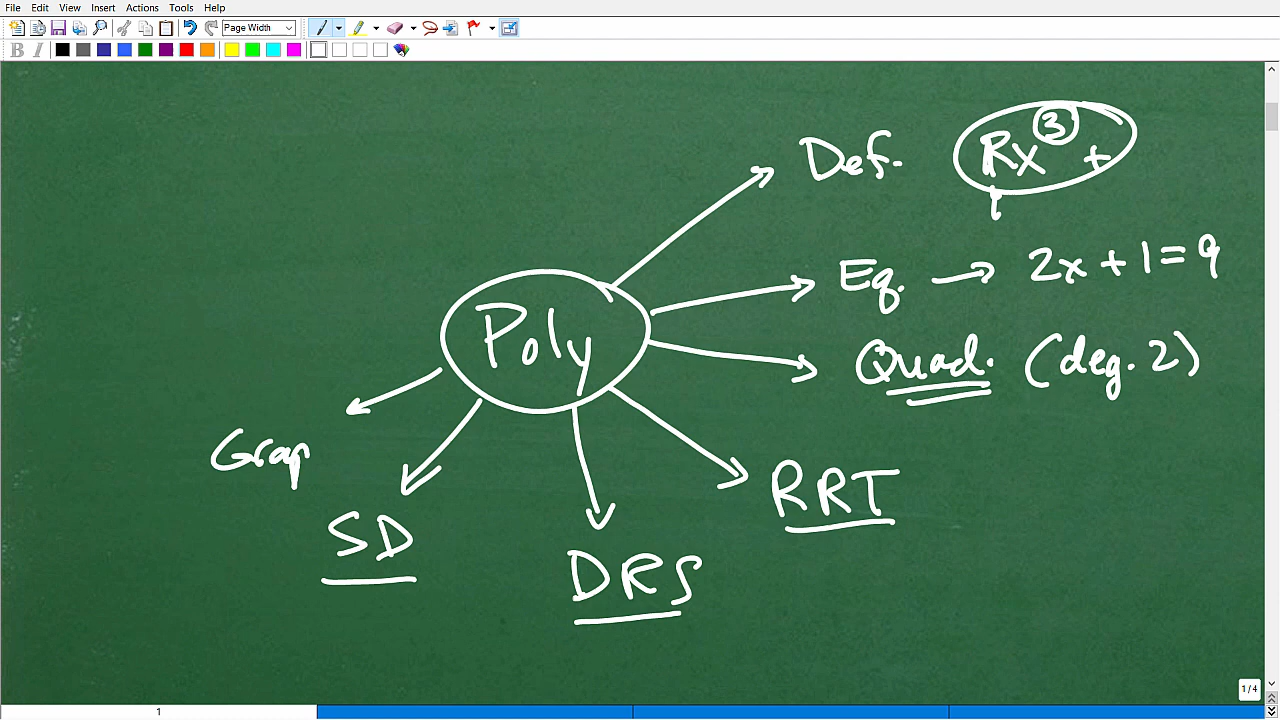 File Edit View Insert Actions Tools Help
Page Width
B I
Def. Rx³ +
Eq. → 2x + 1 = 9
Poly
Quad. (deg. 2)
Grap
RRT
SD
DRS
1/4
1